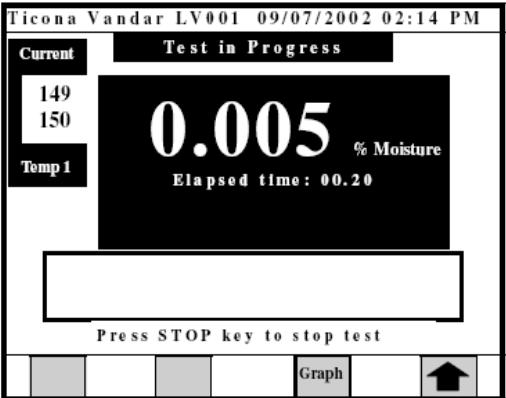 Ticona Vandar LV001 09/07/2002 02:14 PM
Test in Progress
Current
149
150
Temp 1
0.005 % Moisture
Elapsed time: 00.20
Press STOP key to stop test
Graph